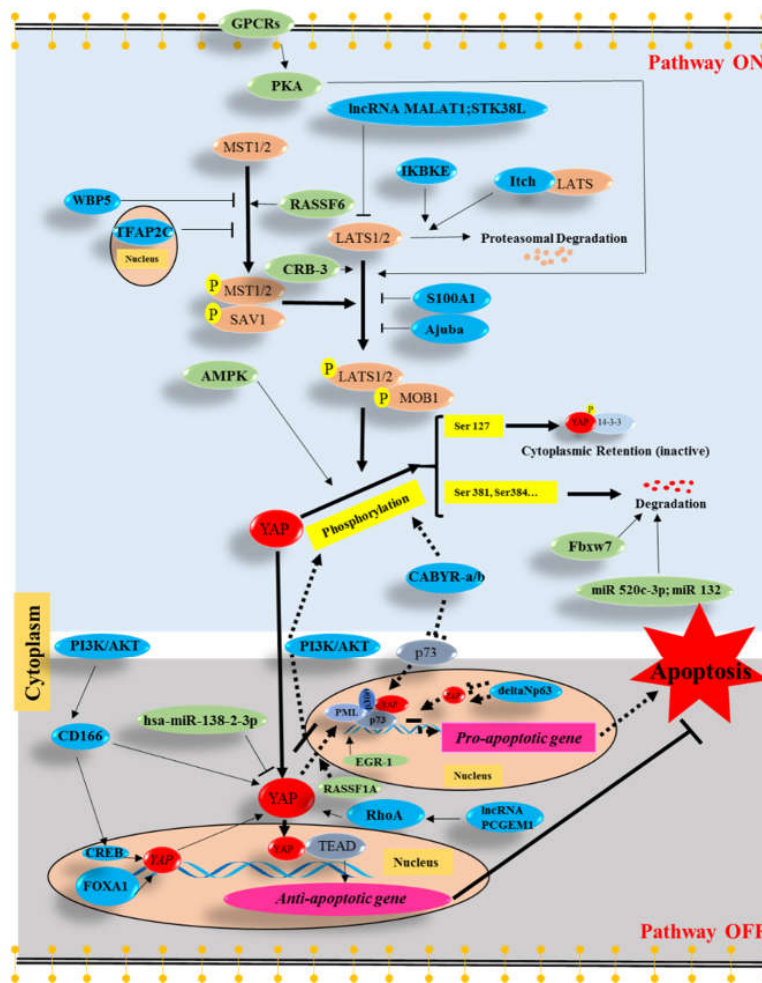 GPCRs
Pathway ON
PKA
lncRNA MALAT1;STK38L
MST1/2
IKBKE
Itch
LATS
WBP5
RASSF6
TFAP2C
Nucleus
LATS1/2
Proteasomal Degradation
CRB-3
P
MST1/2
P
SAV1
S100A1
Ajuba
AMPK
P
LATS1/2
P
MOB1
Ser 127
P
YAP
14-3-3
Cytoplasmic Retention (inactive)
Ser 381, Ser384...
Degradation
YAP
Phosphorylation
Fbxw7
CABYR-a/b
miR 520c-3p; miR 132
Cytoplasm
PI3K/AKT
PI3K/AKT
p73
Apoptosis
hsa-miR-138-2-3p
CD166
PML
YAP
p73
YAP
deltaNp63
Pro-apoptotic gene
EGR-1
Nucleus
RASSF1A
YAP
RhoA
lncRNA
PCGEM1
CREB
YAP
FOXA1
YAP
TEAD
Nucleus
Anti-apoptotic gene
Pathway OFF